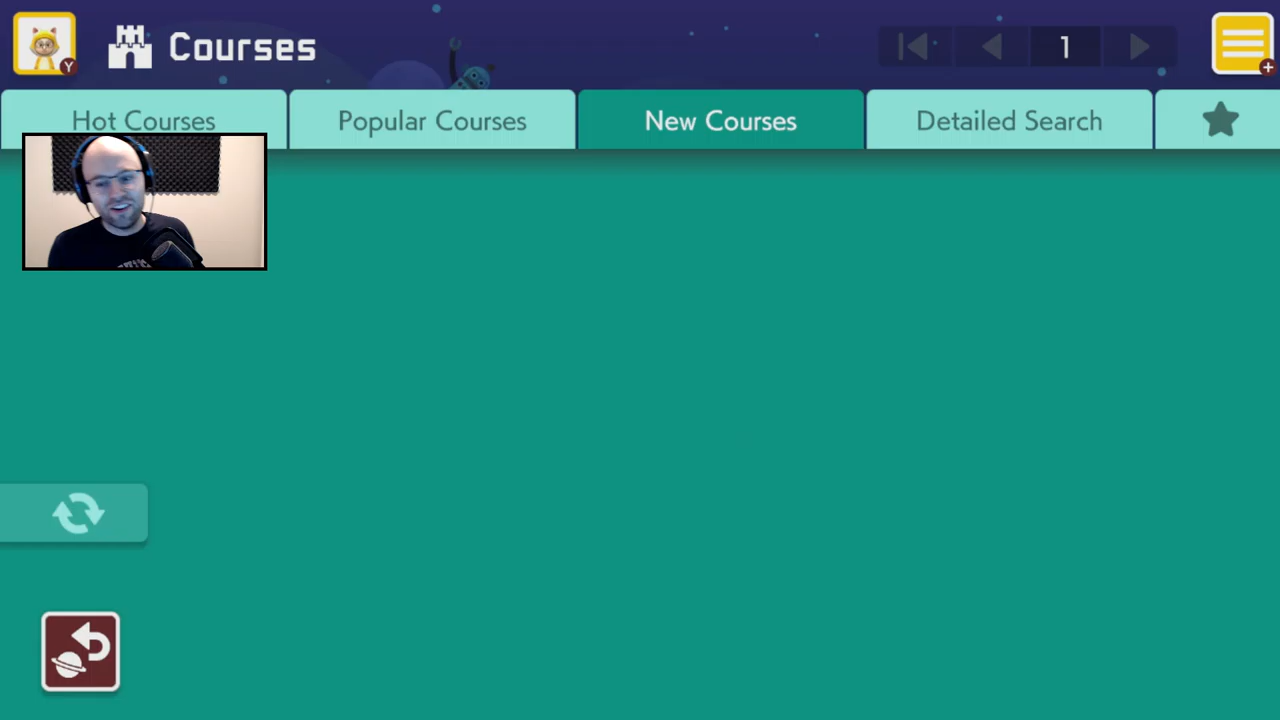 Y
Courses
1
+
Hot Courses
Popular Courses
New Courses
Detailed Search